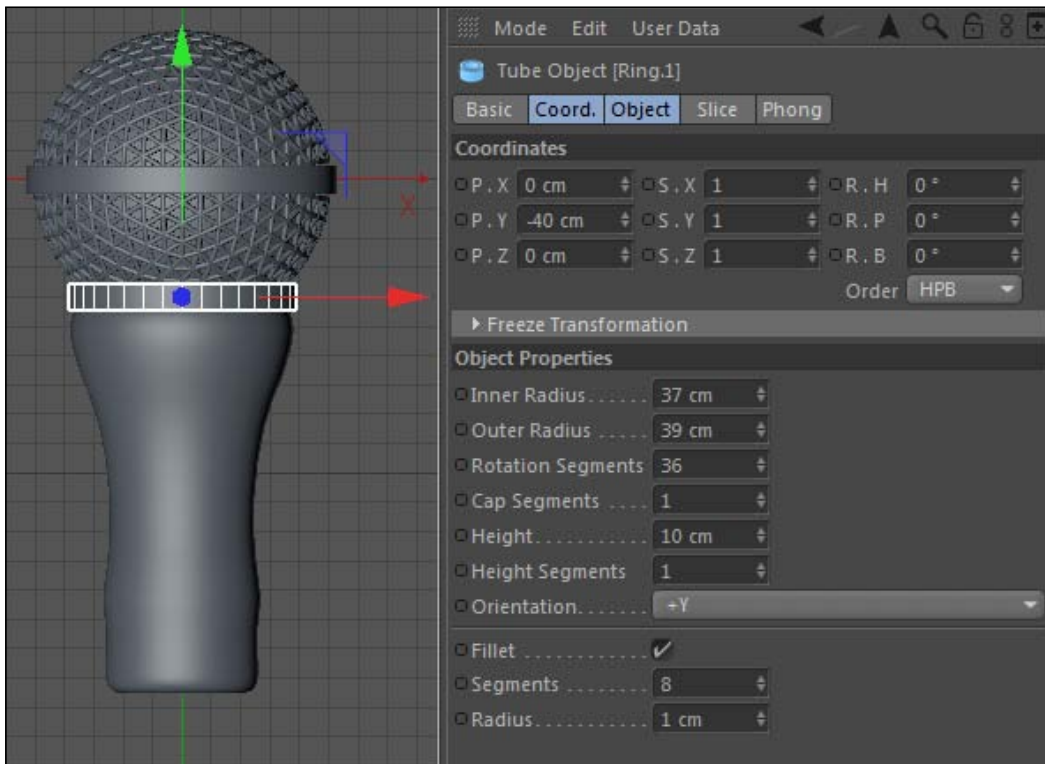 Mode Edit User Data
Tube Object [Ring.1]
Basic Coord. Object Slice Phong
Coordinates
P . X 0 cm S . X 1 R . H 0 °
P . Y -40 cm S . Y 1 R . P 0 °
P . Z 0 cm S . Z 1 R . B 0 °
Order HPB
Freeze Transformation
Object Properties
Inner Radius . . . . . . 37 cm
Outer Radius . . . . . 39 cm
Rotation Segments 36
Cap Segments . . . . 1
Height . . . . . . . . . . . 10 cm
Height Segments 1
Orientation . . . . . . . +Y
Fillet . . . . . . . . . . . .
Segments . . . . . . . . 8
Radius . . . . . . . . . . . 1 cm
X